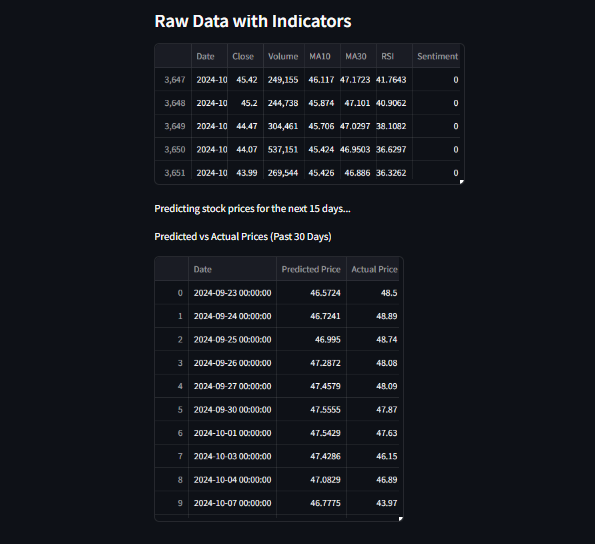 Raw Data with Indicators
Date Close Volume MA10 MA30 RSI Sentiment
3,647 2024-10 45.42 249,155 46.117 47.1723 41.7643 0
3,648 2024-10 45.2 244,738 45.874 47.101 40.9062 0
3,649 2024-10 44.47 304,461 45.706 47.0297 38.1082 0
3,650 2024-10 44.07 537,151 45.424 46.9503 36.6297 0
3,651 2024-10 43.99 269,544 45.426 46.886 36.3262 0
Predicting stock prices for the next 15 days...
Predicted vs Actual Prices (Past 30 Days)
Date Predicted Price Actual Price
0 2024-09-23 00:00:00 46.5724 48.5
1 2024-09-24 00:00:00 46.7241 48.89
2 2024-09-25 00:00:00 46.995 48.74
3 2024-09-26 00:00:00 47.2872 48.08
4 2024-09-27 00:00:00 47.4579 48.09
5 2024-09-30 00:00:00 47.5555 47.87
6 2024-10-01 00:00:00 47.5429 47.63
7 2024-10-03 00:00:00 47.4286 46.15
8 2024-10-04 00:00:00 47.0829 46.89
9 2024-10-07 00:00:00 46.7775 43.97